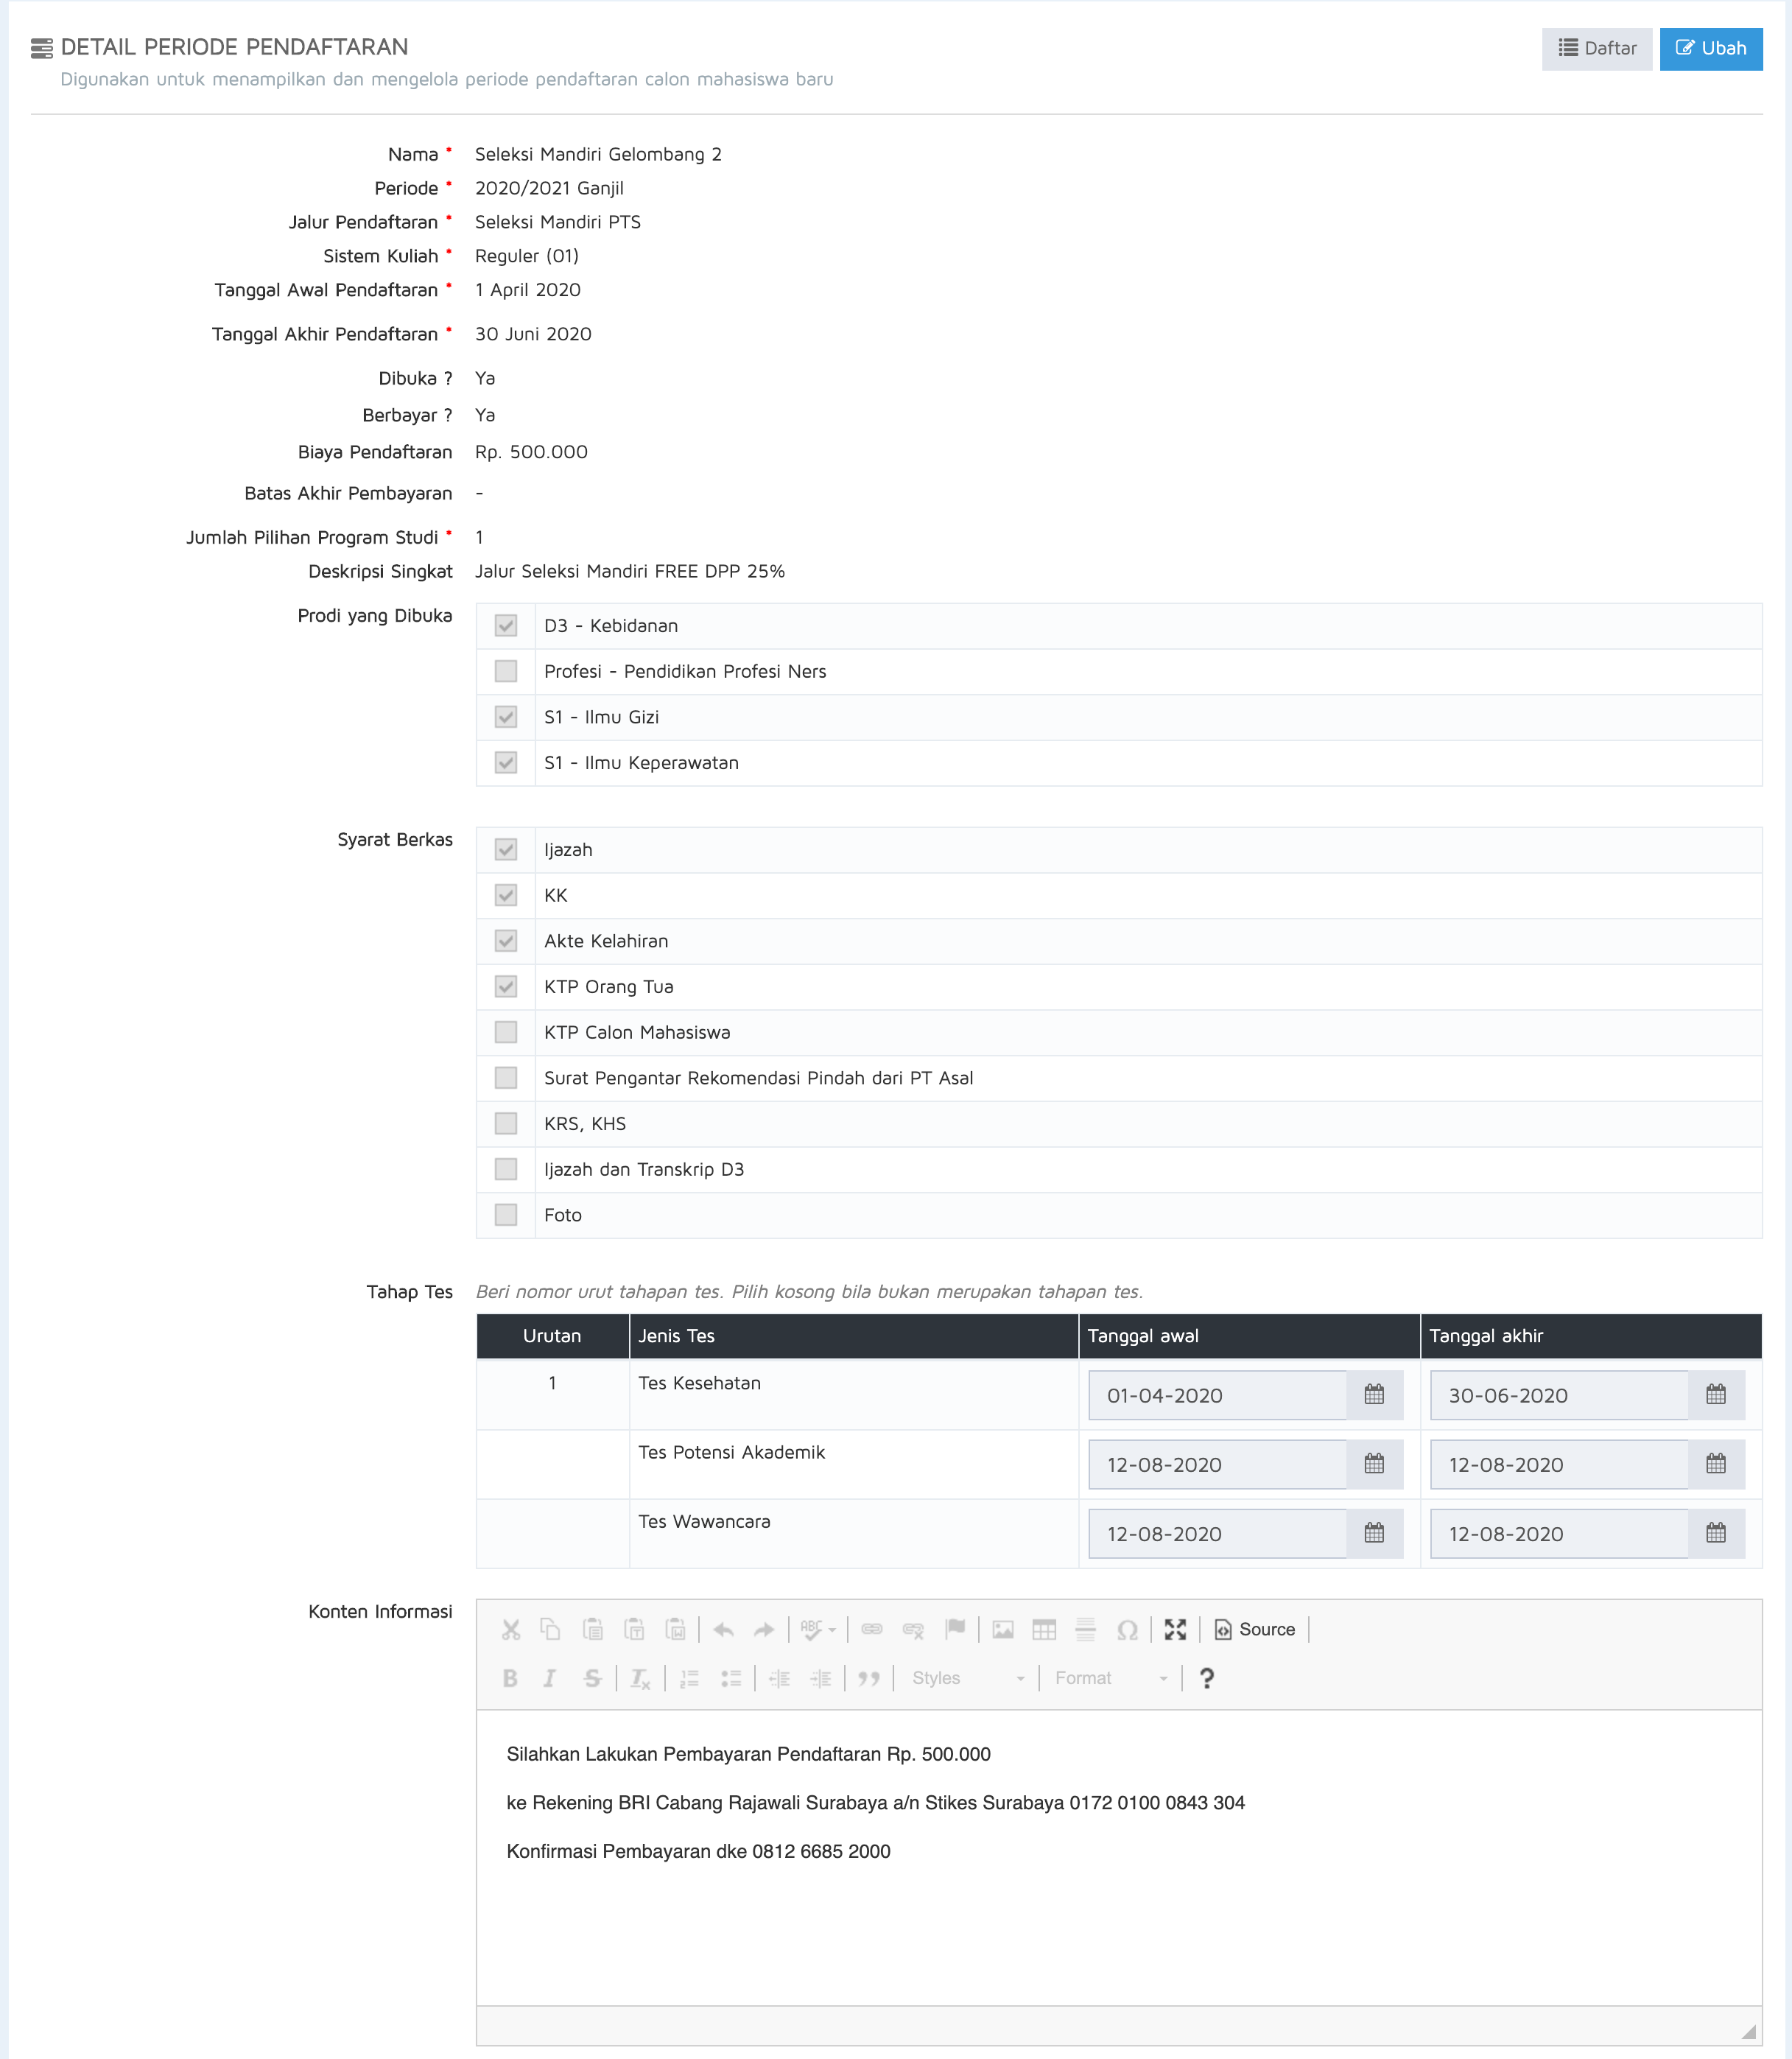 DETAIL PERIODE PENDAFTARAN
Daftar
Ubah
Digunakan untuk menampilkan dan mengelola periode pendaftaran calon mahasiswa baru
Nama * Seleksi Mandiri Gelombang 2
Periode * 2020/2021 Ganjil
Jalur Pendaftaran * Seleksi Mandiri PTS
Sistem Kuliah * Reguler (01)
Tanggal Awal Pendaftaran * 1 April 2020
Tanggal Akhir Pendaftaran * 30 Juni 2020
Dibuka ? Ya
Berbayar ? Ya
Biaya Pendaftaran Rp. 500.000
Batas Akhir Pembayaran -
Jumlah Pilihan Program Studi * 1
Deskripsi Singkat Jalur Seleksi Mandiri FREE DPP 25%
Prodi yang Dibuka
D3 - Kebidanan
Profesi - Pendidikan Profesi Ners
S1 - Ilmu Gizi
S1 - Ilmu Keperawatan
Syarat Berkas
Ijazah
KK
Akte Kelahiran
KTP Orang Tua
KTP Calon Mahasiswa
Surat Pengantar Rekomendasi Pindah dari PT Asal
KRS, KHS
Ijazah dan Transkrip D3
Foto
Tahap Tes Beri nomor urut tahapan tes. Pilih kosong bila bukan merupakan tahapan tes.
Urutan Jenis Tes Tanggal awal Tanggal akhir
1 Tes Kesehatan 01-04-2020 30-06-2020
Tes Potensi Akademik 12-08-2020 12-08-2020
Tes Wawancara 12-08-2020 12-08-2020
Konten Informasi
ABC Ω Source
B I S Tx Styles Format ?
Silahkan Lakukan Pembayaran Pendaftaran Rp. 500.000
ke Rekening BRI Cabang Rajawali Surabaya a/n Stikes Surabaya 0172 0100 0843 304
Konfirmasi Pembayaran dke 0812 6685 2000